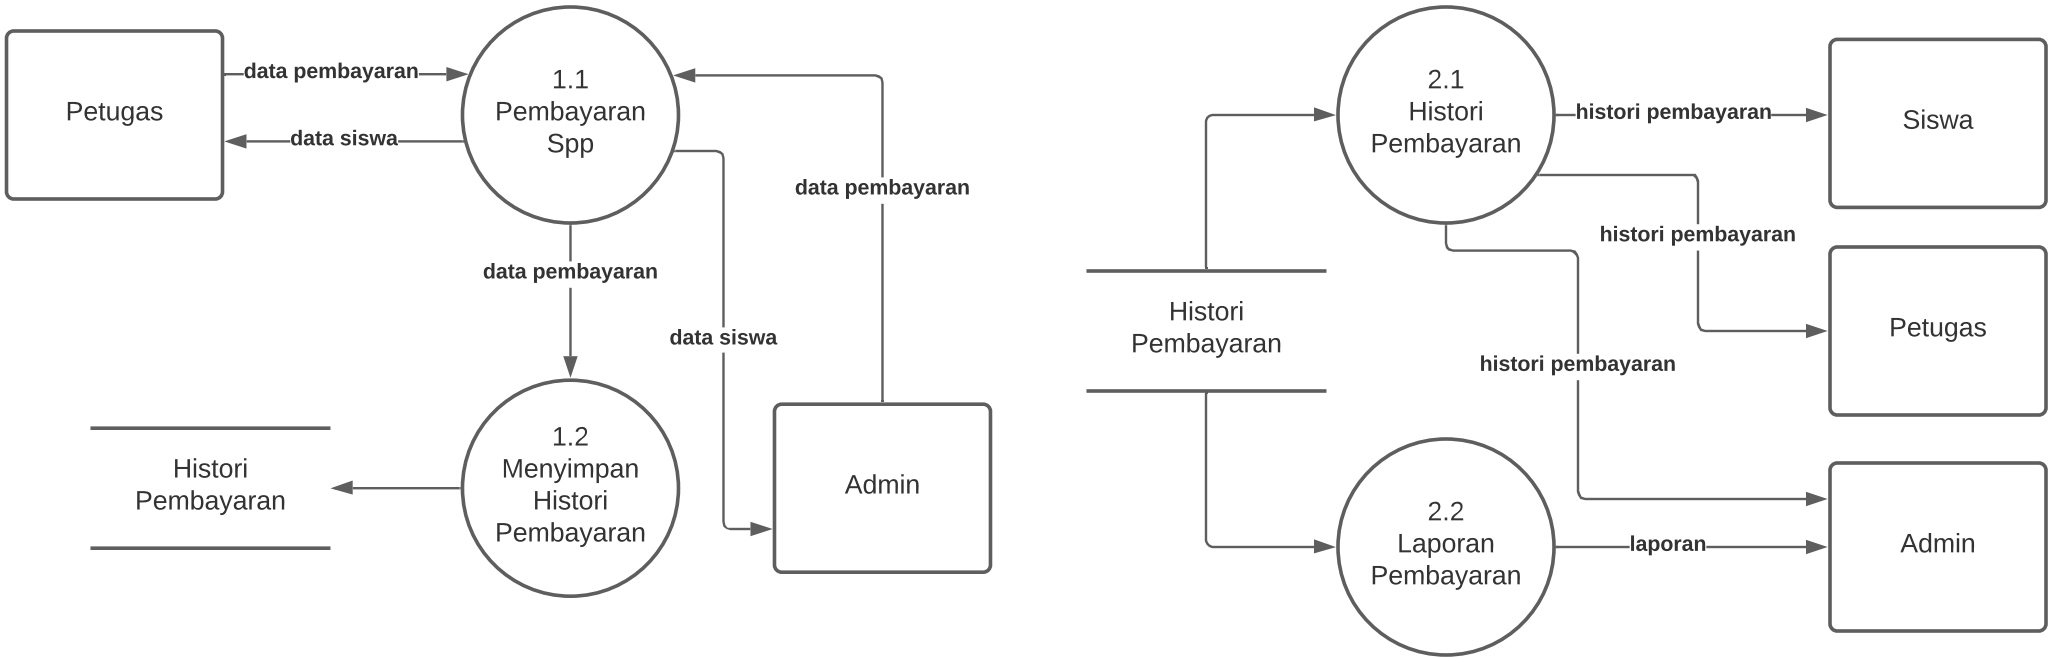 Petugas
data pembayaran
data siswa
1.1
Pembayaran
Spp
data pembayaran
data pembayaran
data siswa
1.2
Menyimpan
Histori
Pembayaran
Histori
Pembayaran
Admin
Histori
Pembayaran
2.1
Histori
Pembayaran
histori pembayaran
Siswa
histori pembayaran
Petugas
histori pembayaran
2.2
Laporan
Pembayaran
laporan
Admin